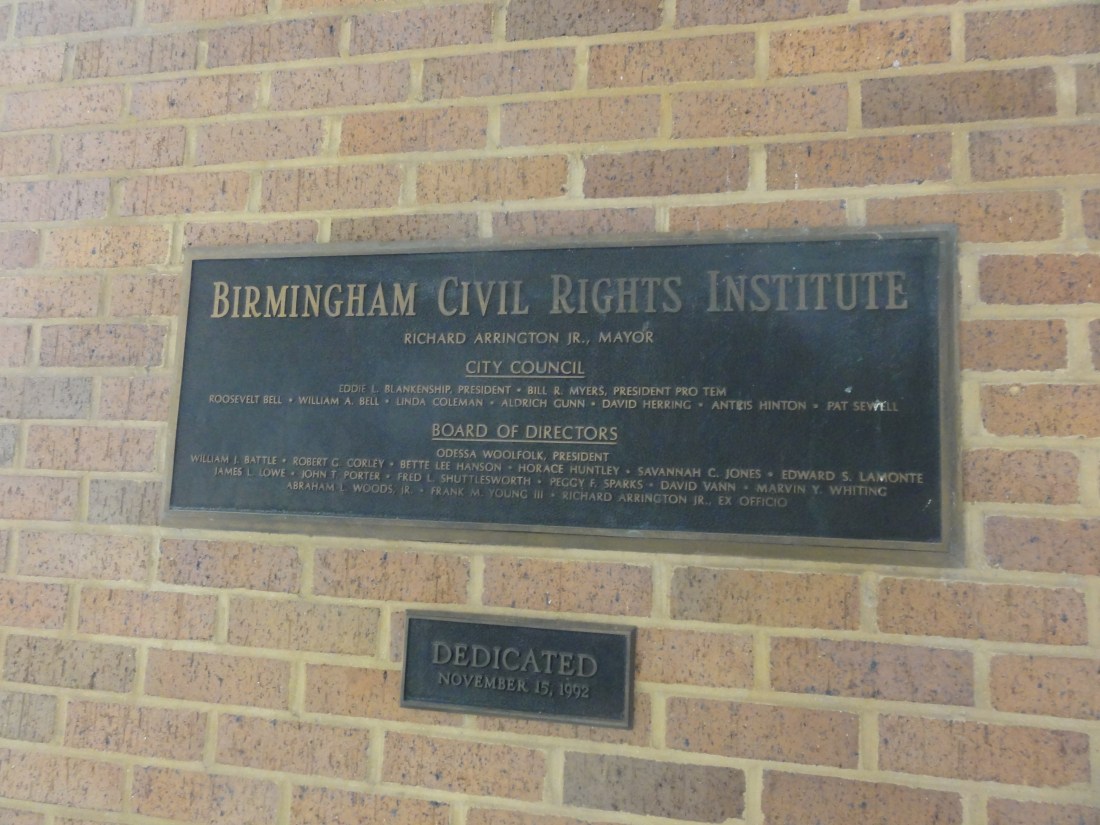 BIRMINGHAM CIVIL RIGHTS INSTITUTE
RICHARD ARRINGTON JR., MAYOR
CITY COUNCIL
EDDIE L. BLANKENSHIP, PRESIDENT • BILL R. MYERS, PRESIDENT PRO TEM
ROOSEVELT BELL • WILLIAM A. BELL • LINDA COLEMAN • ALDRICH GUNN • DAVID HERRING • ANTRIS HINTON • PAT SEWELL
BOARD OF DIRECTORS
ODESSA WOOLFOLK, PRESIDENT
WILLIAM J. BATTLE • ROBERT G. CORLEY • BETTE LEE HANSON • HORACE HUNTLEY • SAVANNAH C. JONES • EDWARD S. LAMONTE
JAMES L. LOWE • JOHN T. PORTER • FRED L. SHUTTLESWORTH • PEGGY F. SPARKS • DAVID VANN • MARVIN Y. WHITING
ABRAHAM L. WOODS, JR. • FRANK M. YOUNG III • RICHARD ARRINGTON JR., EX OFFICIO
DEDICATED
NOVEMBER 15, 1992